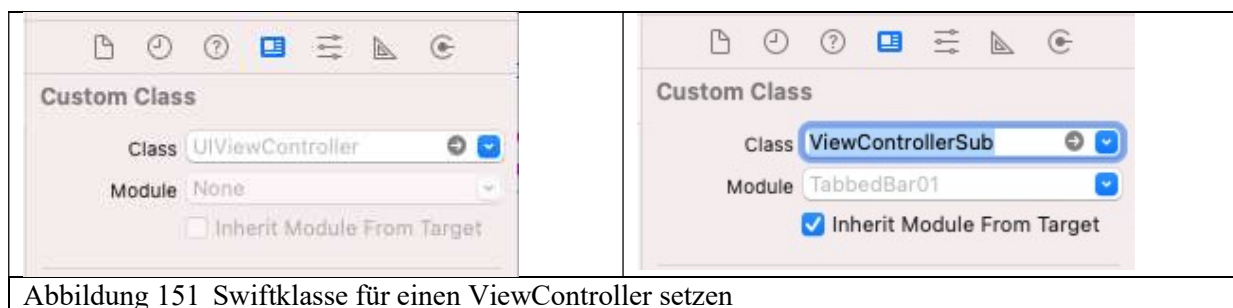 Custom Class
Class UIViewController
Module None
Inherit Module From Target
Custom Class
Class ViewControllerSub
Module TabbedBar01
Inherit Module From Target
Abbildung 151 Swiftklasse für einen ViewController setzen